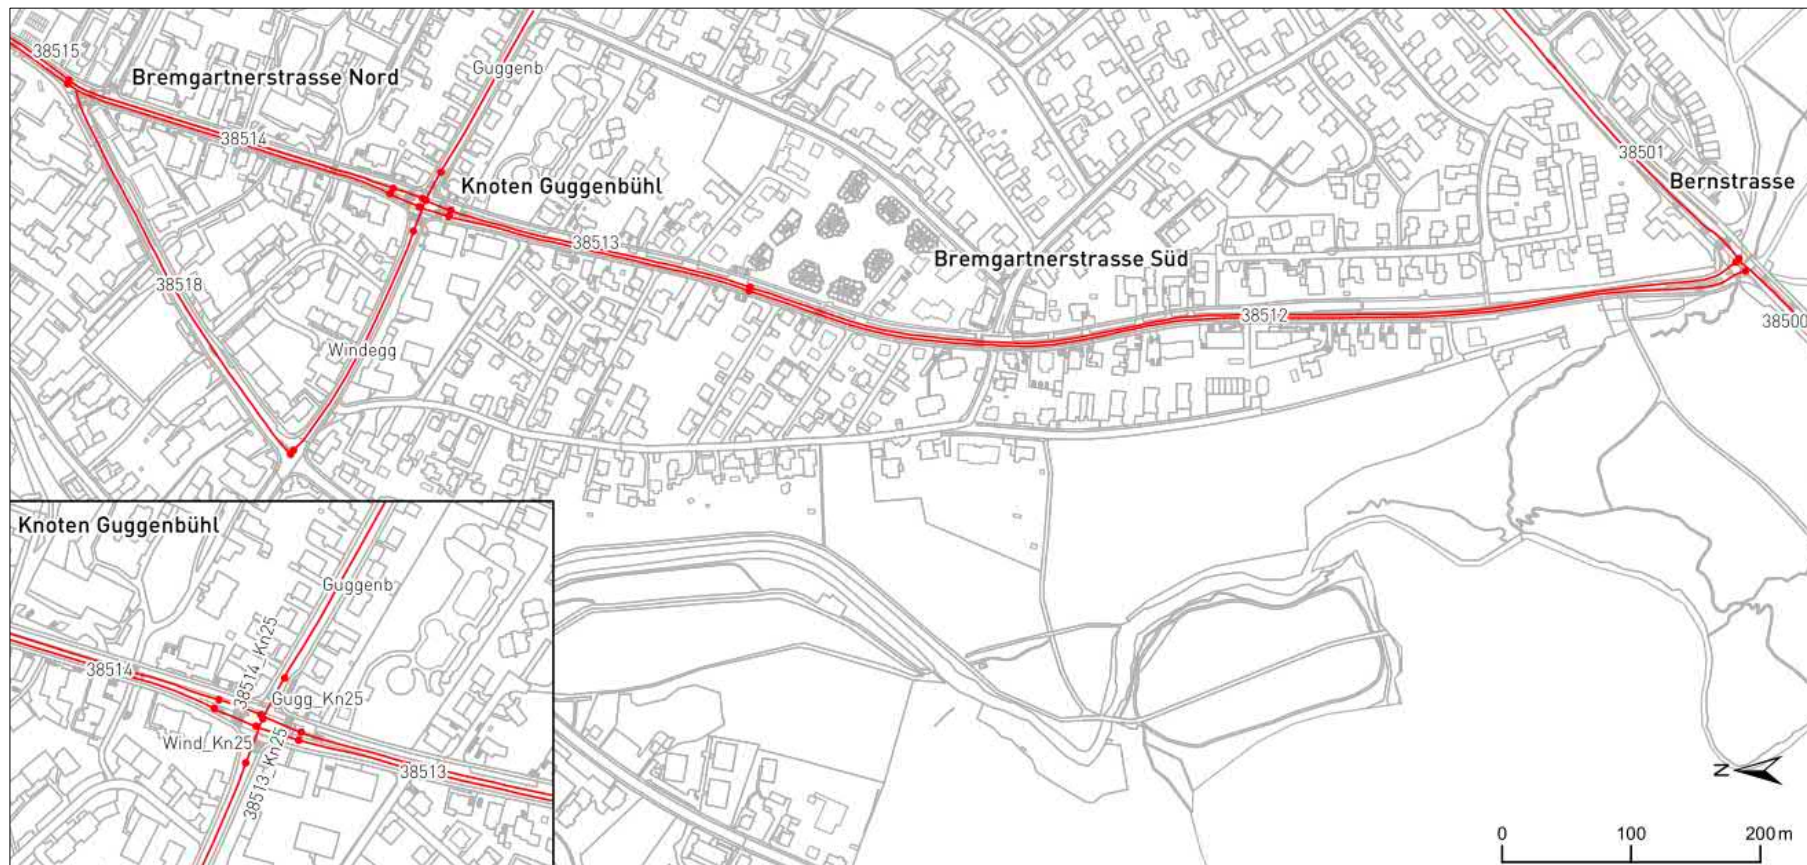 38515
Bremgartnerstrasse Nord
Guggenb
38514
38501
Bernstrasse
Knoten Guggenbühl
38513
Bremgartnerstrasse Süd
38518
38512
38500
Windegg
Knoten Guggenbühl
Guggenb
38514
38514_Kn25
Gugg_Kn25
Wind_Kn25
38513_Kn25
38513
N
0 100 200 m